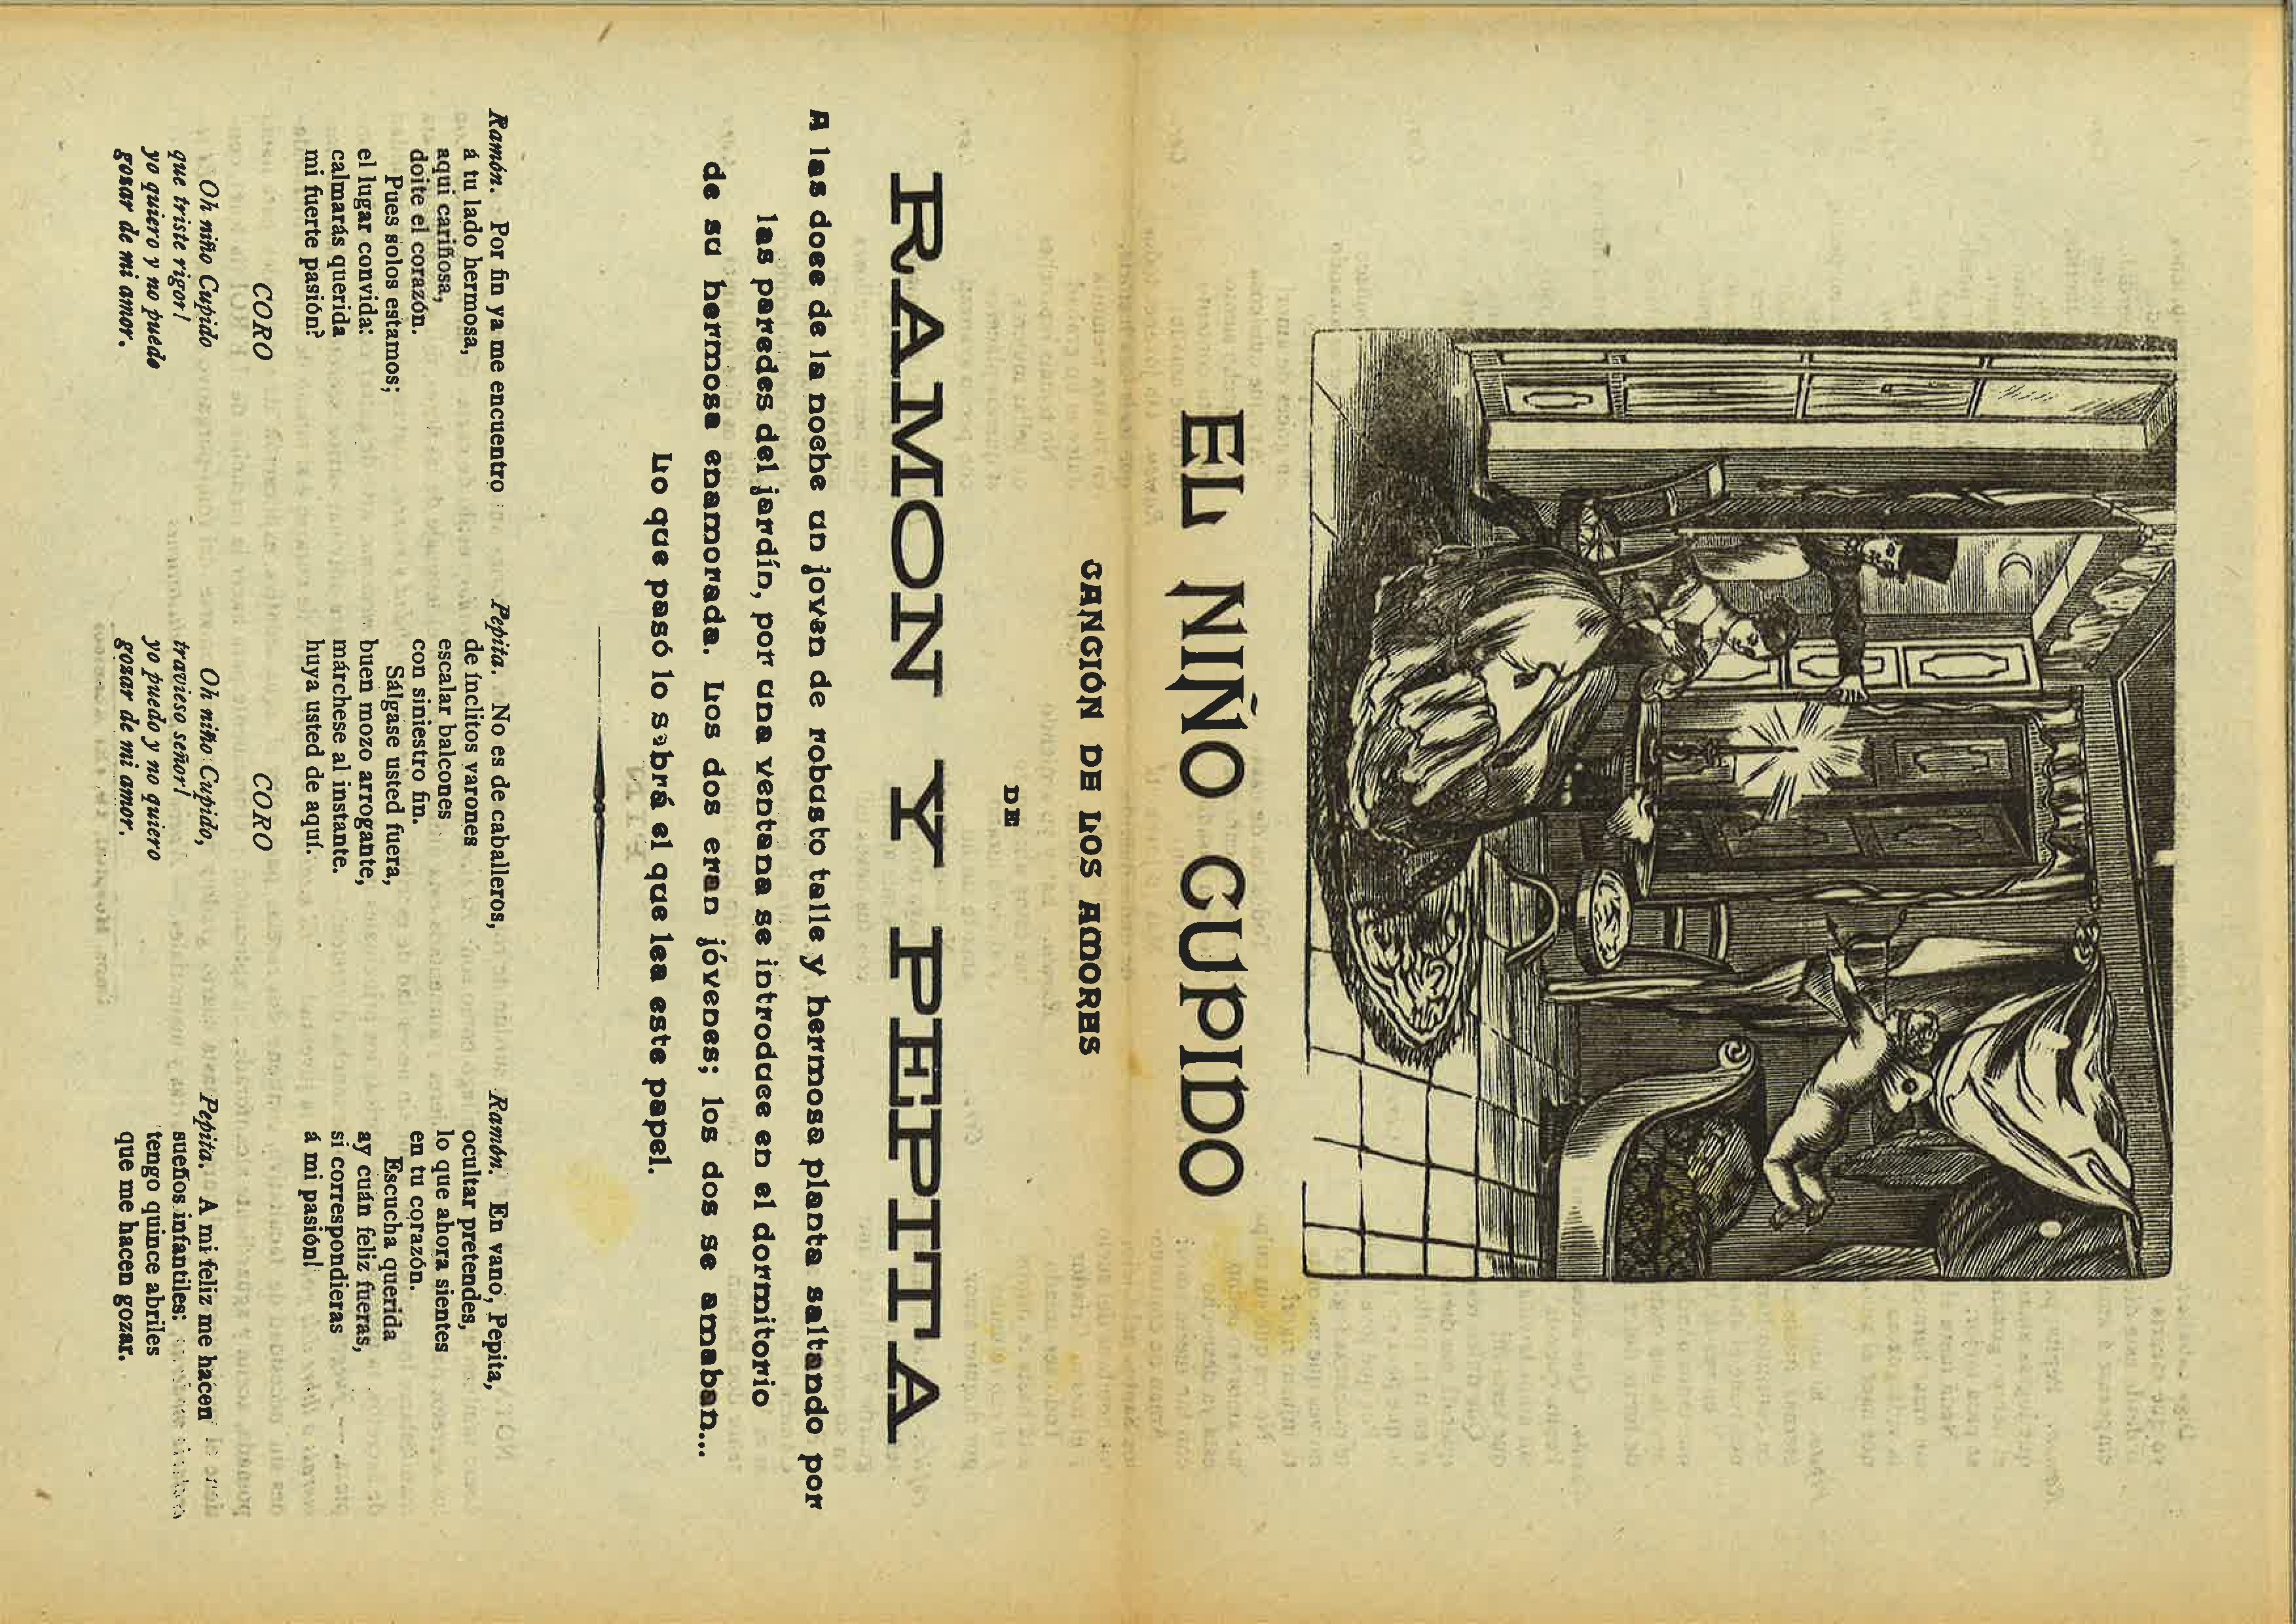 EL NIÑO CUPIDO
CANCIÓN DE LOS AMORES
DE
RAMON Y PEPITA
A las doce de la noche un joven de robusto talle y hermosa planta saltando por
las paredes del jardín, por una ventana se introduce en el dormitorio
de su hermosa enamorada. Los dos eran jóvenes; los dos se amaban...
Lo que pasó lo sabrá el que lea este papel.
Ramón. Por fin ya me encuentro
á tu lado hermosa,
aqui cariñosa,
doite el corazón.
Pues solos estamos;
el lugar convida:
calmarás querida
mi fuerte pasión?
CORO
Oh niño Cupido
que triste rigor!
yo quiero y no puedo
gozar de mi amor.
Pepita. No es de caballeros,
de ínclitos varones
escalar balcones
con siniestro fin.
Sálgase usted fuera,
buen mozo arrogante,
márchese al instante.
huya usted de aquí.
CORO
Oh niño Cupido,
travieso señor!
yo puedo y no quiero
gozar de mi amor.
Ramón. En vano, Pepita,
ocultar pretendes,
lo que ahora sientes
en tu corazón.
Escucha querida
ay cuán feliz fueras,
si correspondieras
á mi pasión!
Pepita. A mi feliz me hacen
sueños infantiles:
tengo quince abriles
que me hacen gozar.